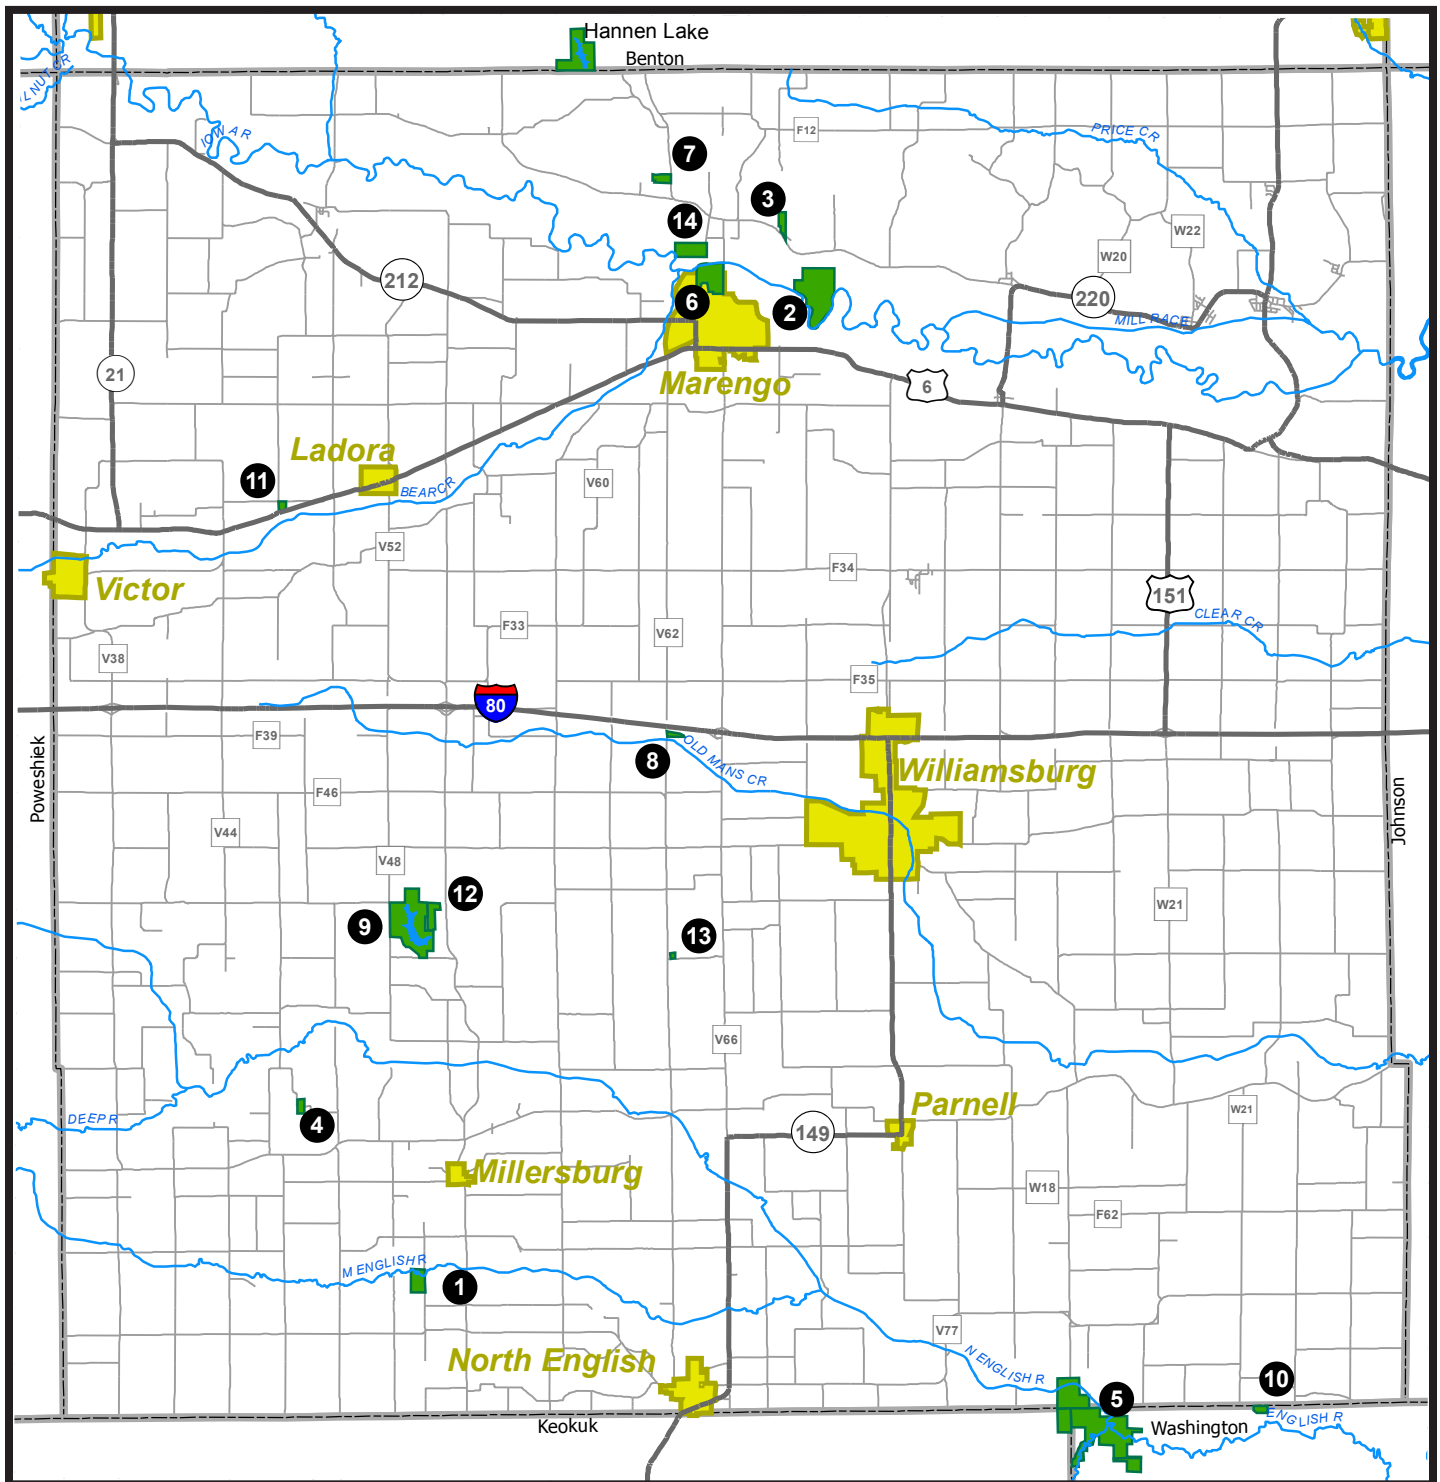 Hannen Lake
Benton
LNUT CR
IOWA R
F12
PRICE CR
7
3
14
W22
W20
212
6
2
220
MILL RACE
21
Marengo
6
Ladora
11
BEAR CR
V60
V52
F34
Victor
151
F33
V62
CLEAR CR
V38
F35
80
F39
8
OLD MANS CR
Poweshiek
Williamsburg
F46
Johnson
V44
V48
12
W21
9
13
V66
DEEP R
4
Parnell
W21
149
Millersburg
W18
F62
M ENGLISH R
1
V77
North English
N ENGLISH R
10
5
Keokuk
Washington
ENGLISH R